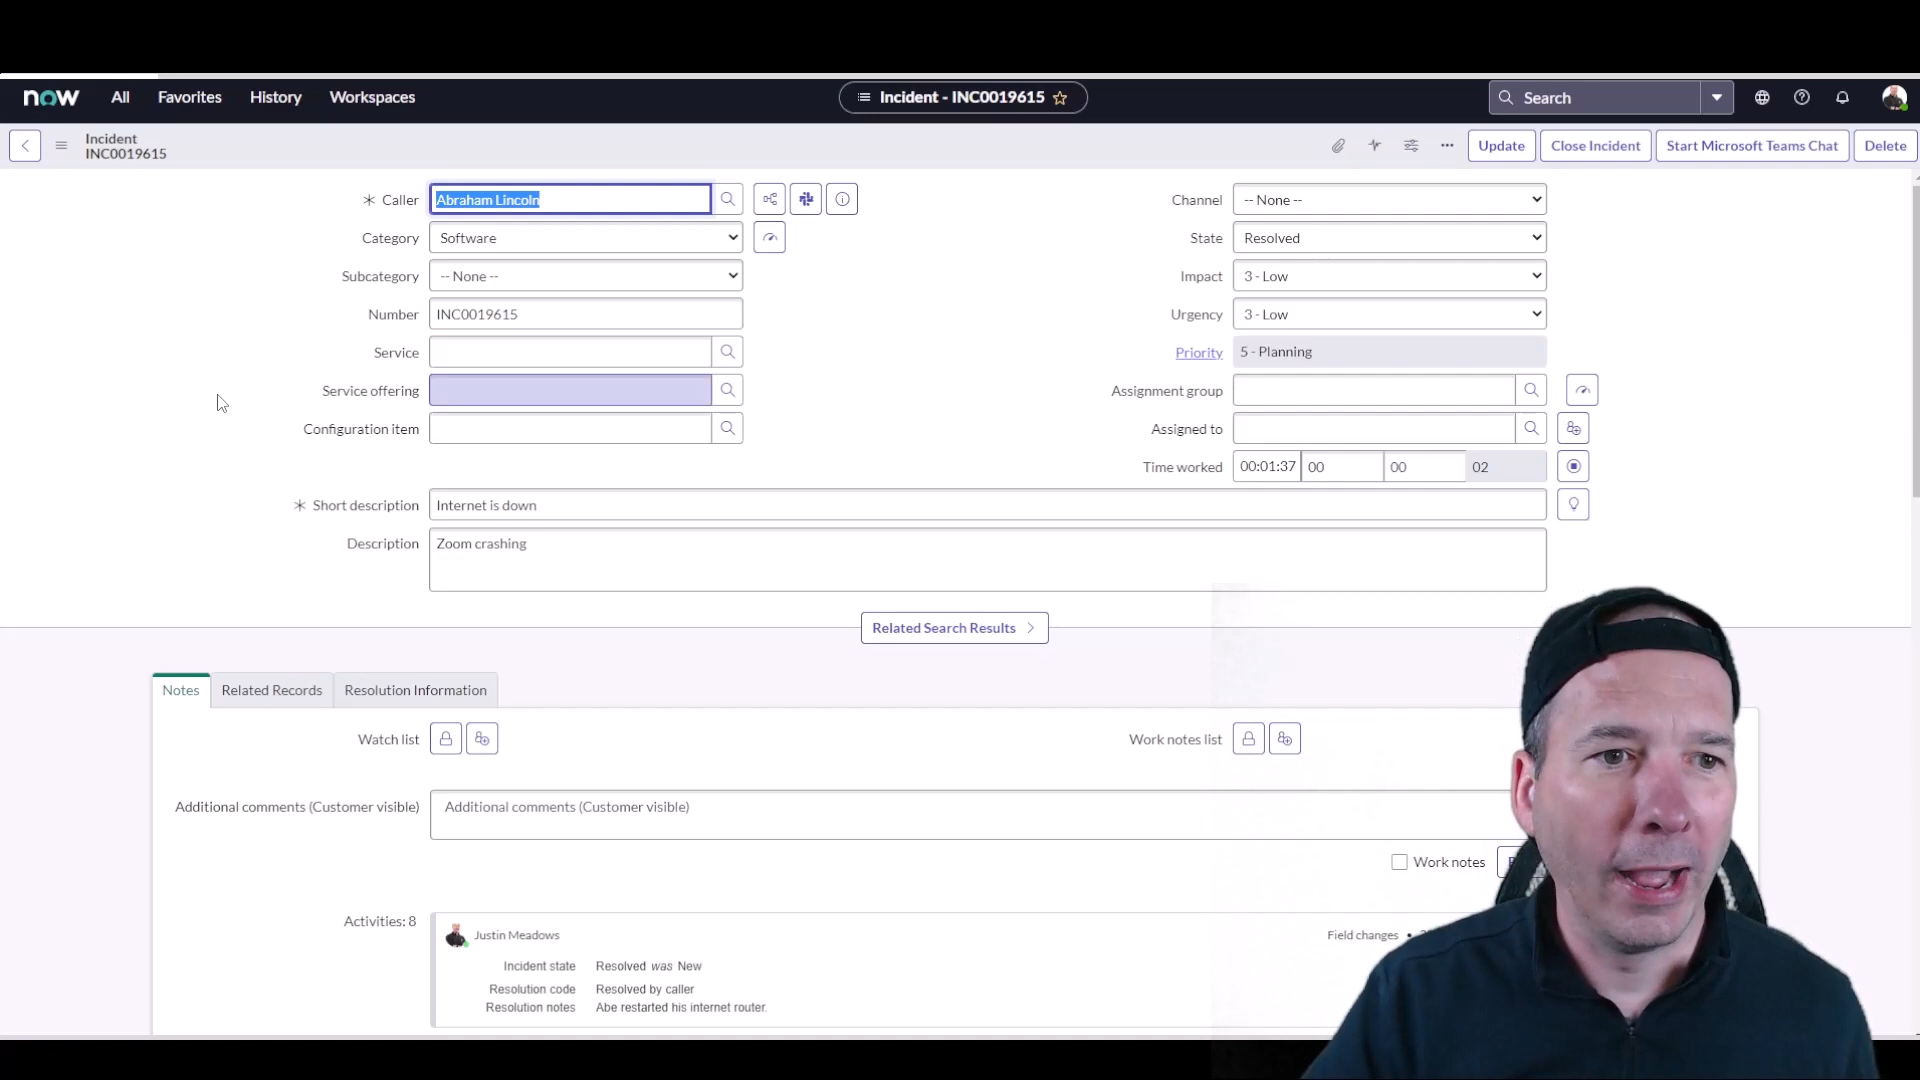 now All Favorites History Workspaces Incident - INC0019615 Search
Incident
INC0019615
Update Close Incident Start Microsoft Teams Chat Delete
Caller Abraham Lincoln Channel -- None --
Category Software State Resolved
Subcategory -- None -- Impact 3 - Low
Number INC0019615 Urgency 3 - Low
Service Priority 5 - Planning
Service offering Assignment group
Configuration item Assigned to
Time worked 00:01:37 00 00 02
Short description Internet is down
Description Zoom crashing
Related Search Results
Notes Related Records Resolution Information
Watch list Work notes list
Additional comments (Customer visible) Additional comments (Customer visible)
Work notes
Activities: 8 Justin Meadows Field changes
Incident state Resolved was New
Resolution code Resolved by caller
Resolution notes Abe restarted his internet router.